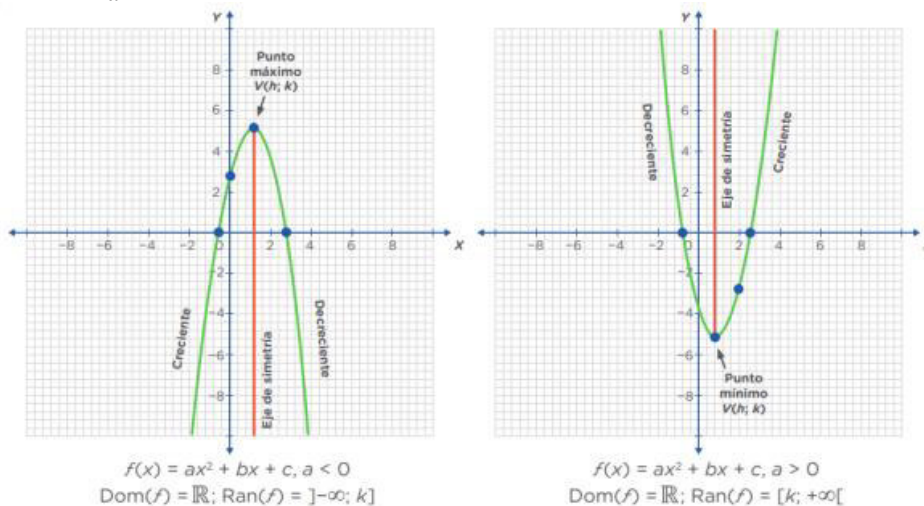 Y
Punto
máximo
V(h; k)
8
6
4
2
-8 -6 -4 -2 0 2 4 6 8 X
-2
-4
-6
-8
Creciente
Eje de simetría
Decreciente
f(x) = ax² + bx + c, a < 0
Dom(f) = ℝ; Ran(f) = ]-∞; k]
Y
8
6
4
2
Decreciente
Eje de simetría
Creciente
-8 -6 -4 -2 0 2 4 6 8
-2
-4
-6
-8
Punto
mínimo
V(h; k)
f(x) = ax² + bx + c, a > 0
Dom(f) = ℝ; Ran(f) = [k; +∞[